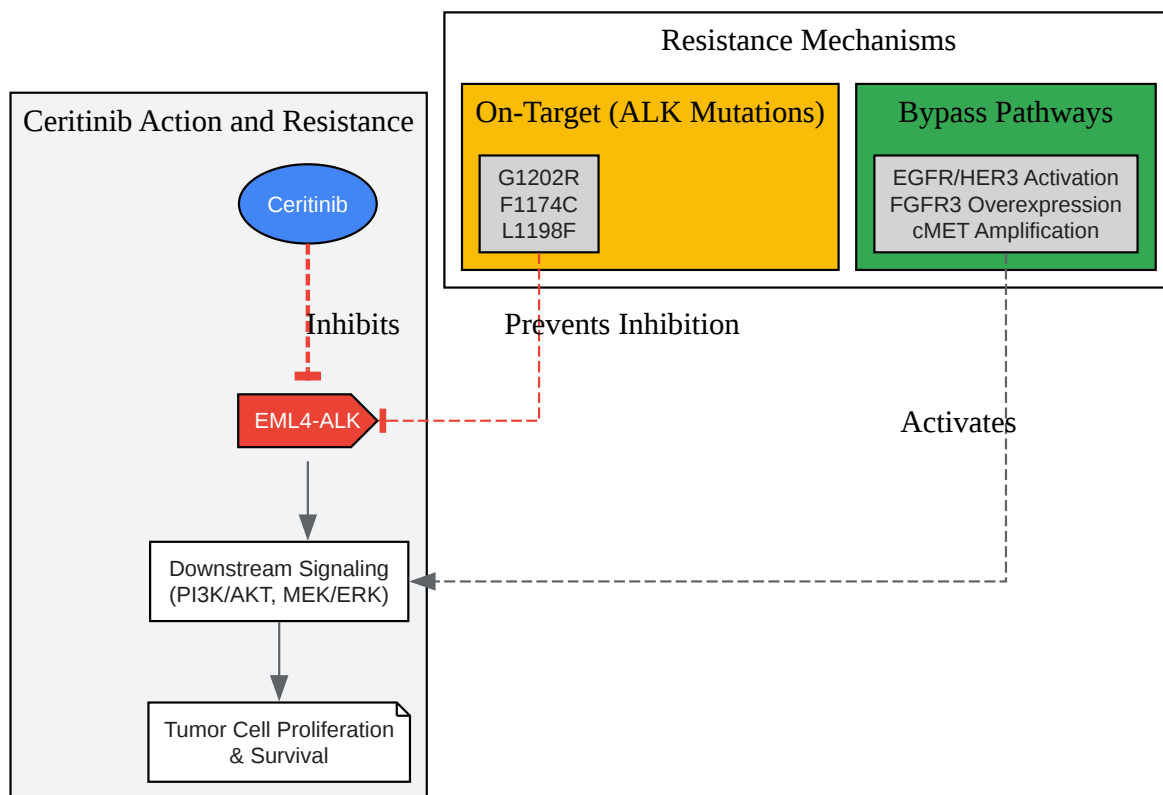 Resistance Mechanisms
On-Target (ALK Mutations)
Bypass Pathways
Ceritinib Action and Resistance
G1202R
F1174C
L1198F
EGFR/HER3 Activation
FGFR3 Overexpression
cMET Amplification
Ceritinib
Inhibits
Prevents Inhibition
EML4-ALK
Activates
Downstream Signaling
(PI3K/AKT, MEK/ERK)
Tumor Cell Proliferation
& Survival